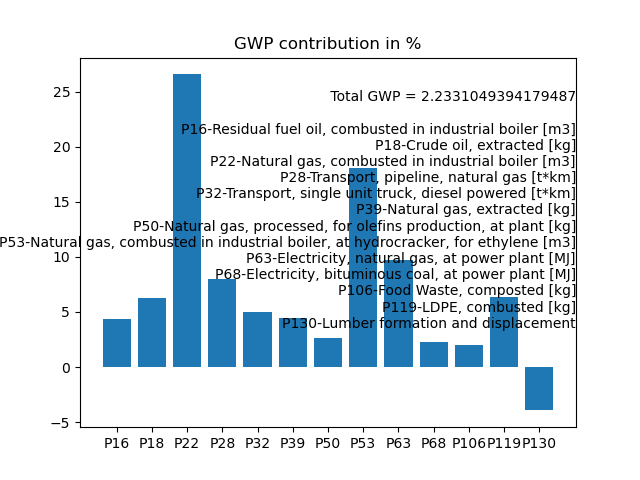 GWP contribution in %
Total GWP = 2.2331049394179487
P16-Residual fuel oil, combusted in industrial boiler [m3]
P18-Crude oil, extracted [kg]
P22-Natural gas, combusted in industrial boiler [m3]
P28-Transport, pipeline, natural gas [t*km]
P32-Transport, single unit truck, diesel powered [t*km]
P39-Natural gas, extracted [kg]
P50-Natural gas, processed, for olefins production, at plant [kg]
P53-Natural gas, combusted in industrial boiler, at hydrocracker, for ethylene [m3]
P63-Electricity, natural gas, at power plant [MJ]
P68-Electricity, bituminous coal, at power plant [MJ]
P106-Food Waste, composted [kg]
P119-LDPE, combusted [kg]
P130-Lumber formation and displacement
25
20
15
10
5
0
−5
P16 P18 P22 P28 P32 P39 P50 P53 P63 P68 P106 P119 P130